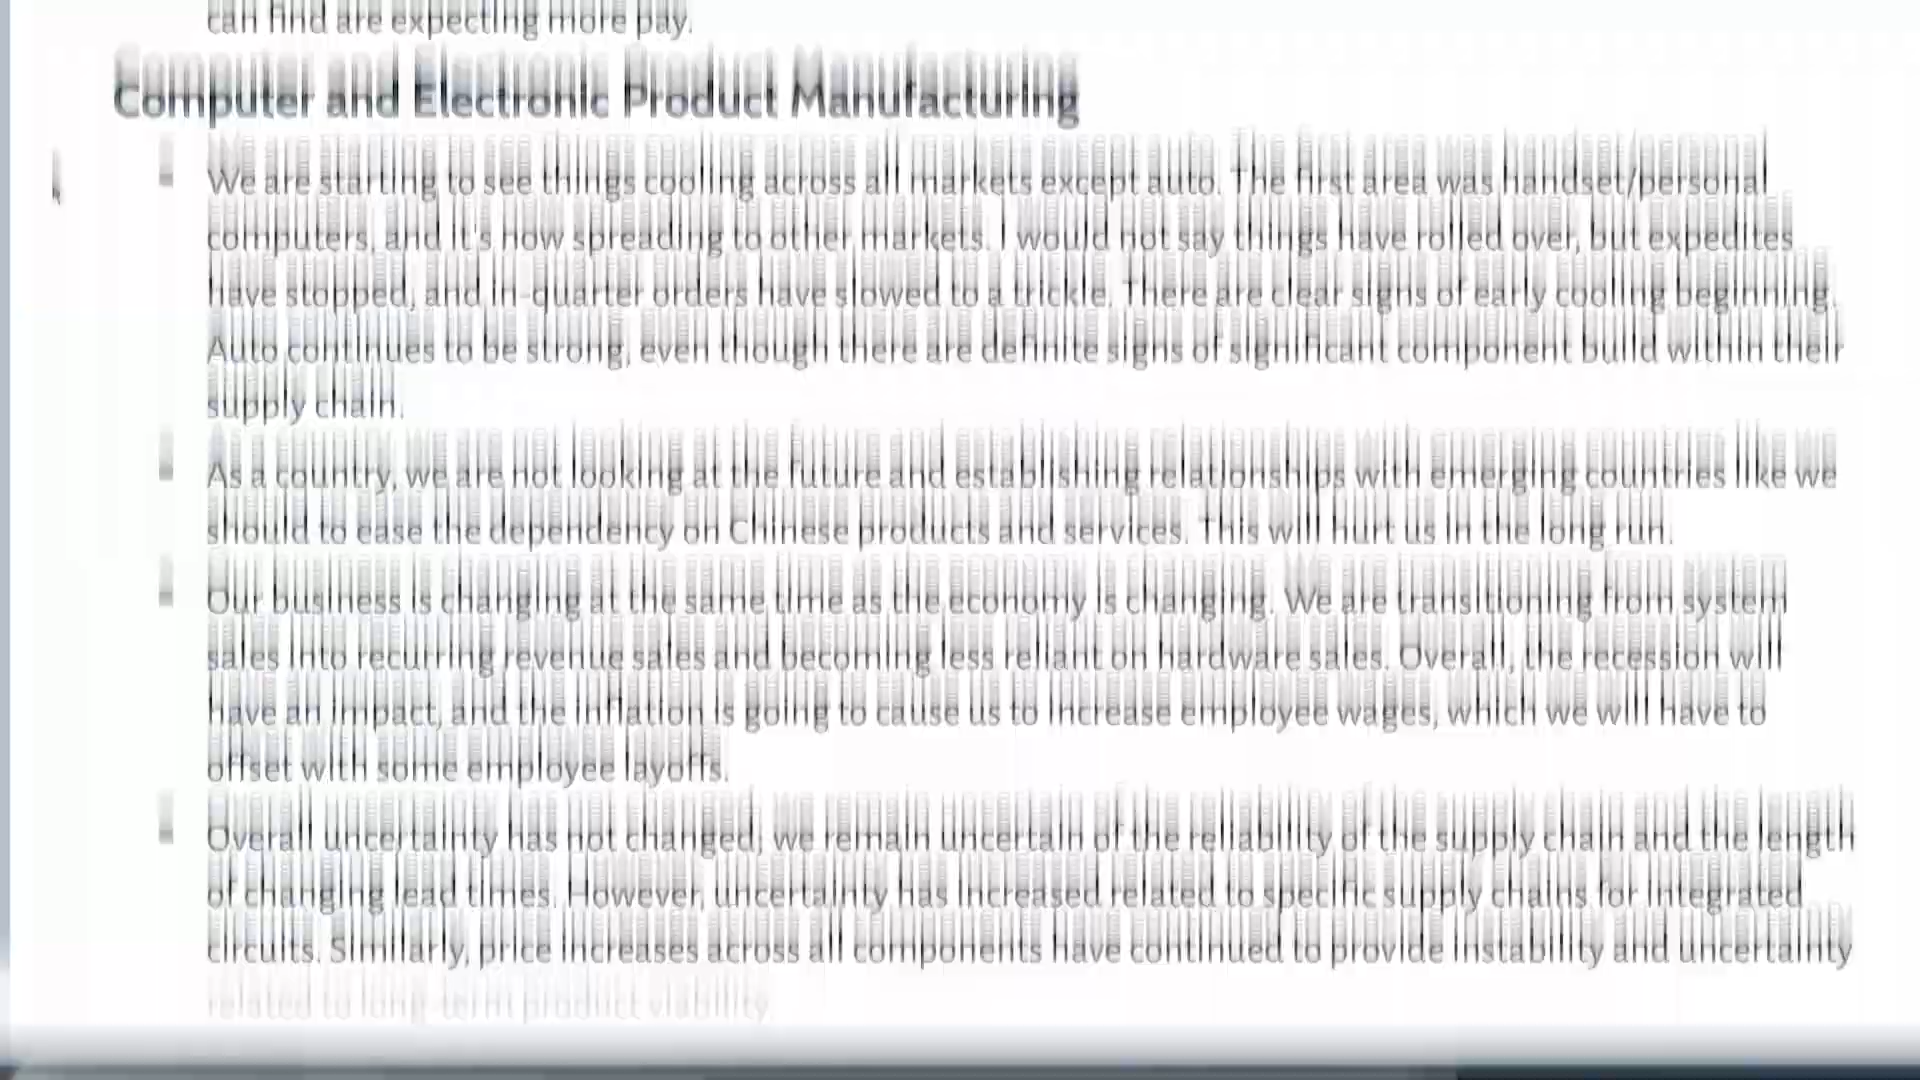 can find are expecting more pay.
Computer and Electronic Product Manufacturing
We are starting to see things cooling across all markets except auto. The first area was handset/personal
computers, and it's now spreading to other markets. I would not say things have rolled over, but expedites
have stopped, and in-quarter orders have slowed to a trickle. There are clear signs of early cooling beginning.
Auto continues to be strong, even though there are definite signs of significant component build within their
supply chain.
As a country, we are not looking at the future and establishing relationships with emerging countries like we
should to ease the dependency on Chinese products and services. This will hurt us in the long run.
Our business is changing at the same time as the economy is changing. We are transitioning from system
sales into recurring revenue sales and becoming less reliant on hardware sales. Overall, the recession will
have an impact, and the inflation is going to cause us to increase employee wages, which we will have to
offset with some employee layoffs.
Overall uncertainty has not changed; we remain uncertain of the reliability of the supply chain and the length
of changing lead times. However, uncertainty has increased related to specific supply chains for integrated
circuits. Similarly, price increases across all components have continued to provide instability and uncertainty
related to long-term product viability.